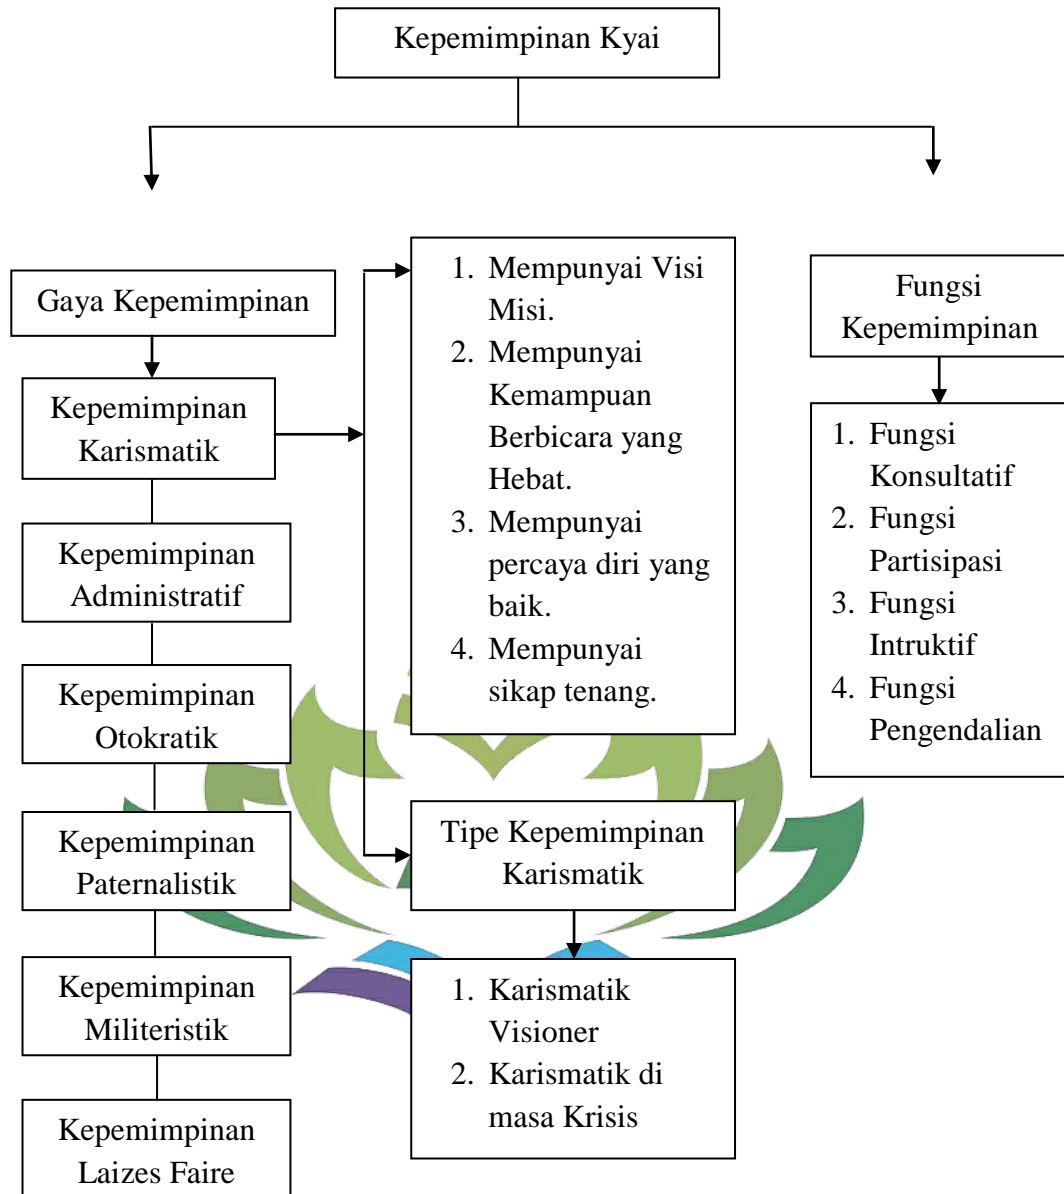 Kepemimpinan Kyai
Gaya Kepemimpinan
Kepemimpinan
Karismatik
Kepemimpinan
Administratif
Kepemimpinan
Otokratik
Kepemimpinan
Paternalistik
Kepemimpinan
Militeristik
Kepemimpinan
Laizes Faire
1. Mempunyai Visi
Misi.
2. Mempunyai
Kemampuan
Berbicara yang
Hebat.
3. Mempunyai
percaya diri yang
baik.
4. Mempunyai
sikap tenang.
Tipe Kepemimpinan
Karismatik
1. Karismatik
Visioner
2. Karismatik di
masa Krisis
Fungsi
Kepemimpinan
1. Fungsi
Konsultatif
2. Fungsi
Partisipasi
3. Fungsi
Intruktif
4. Fungsi
Pengendalian